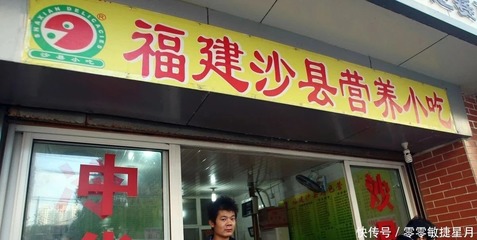 SHAXIAN DELICACIES
沙县小吃
福建沙县营养小吃
中
欢
快传号 / 零零敏捷星月